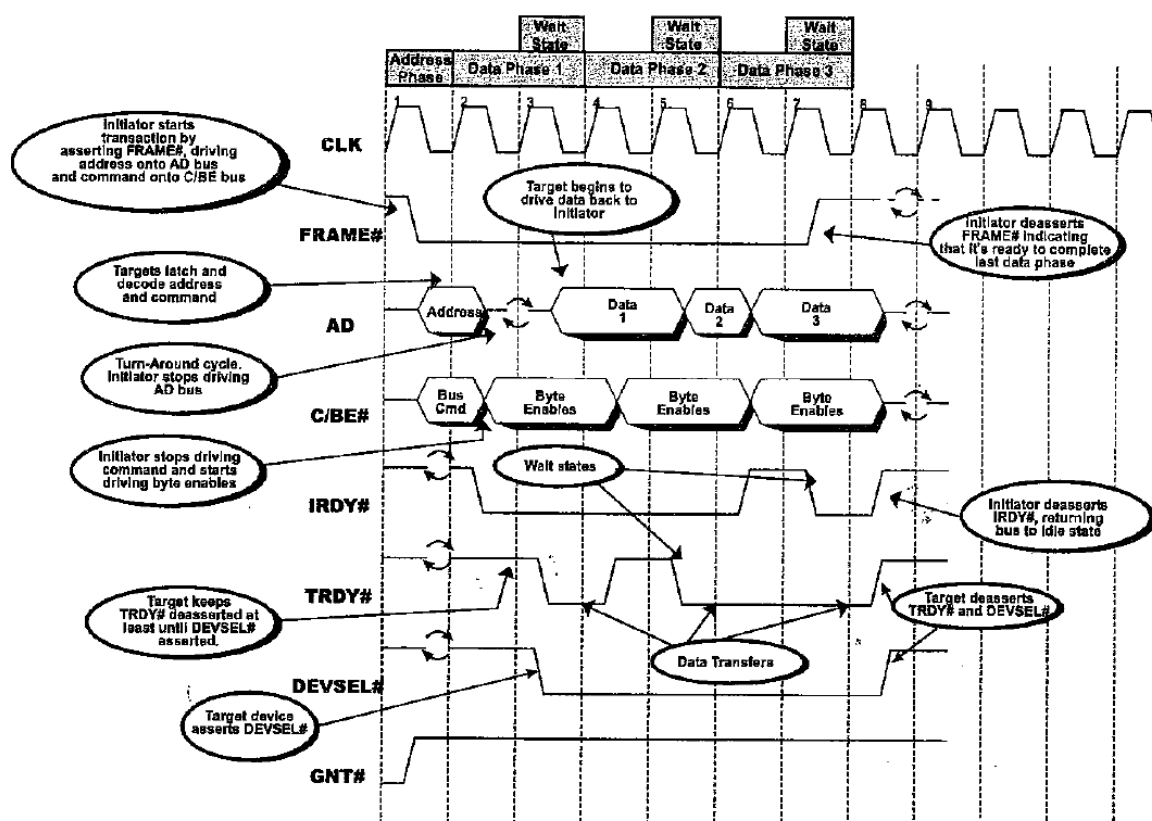 Wait
State
Wait
State
Wait
State
Address
Phase
Data Phase 1
Data Phase 2
Data Phase 3
1
2
3
4
5
6
7
8
9
CLK
Initiator starts
transaction by
asserting FRAME#, driving
address onto AD bus
and command onto C/BE bus
Target begins to
drive data back to
Initiator
FRAME#
Initiator deasserts
FRAME# indicating
that it's ready to complete
last data phase
Targets latch and
decode address
and command
AD
Address
Data
1
Data
2
Data
3
Turn-Around cycle.
Initiator stops driving
AD bus
C/BE#
Bus
Cmd
Byte
Enables
Byte
Enables
Byte
Enables
Initiator stops driving
command and starts
driving byte enables
Wait states
IRDY#
Initiator deasserts
IRDY#, returning
bus to idle state
TRDY#
Target keeps
TRDY# deasserted at
least until DEVSEL#
asserted.
Target deasserts
TRDY# and DEVSEL#
Data Transfers
DEVSEL#
Target device
asserts DEVSEL#
GNT#